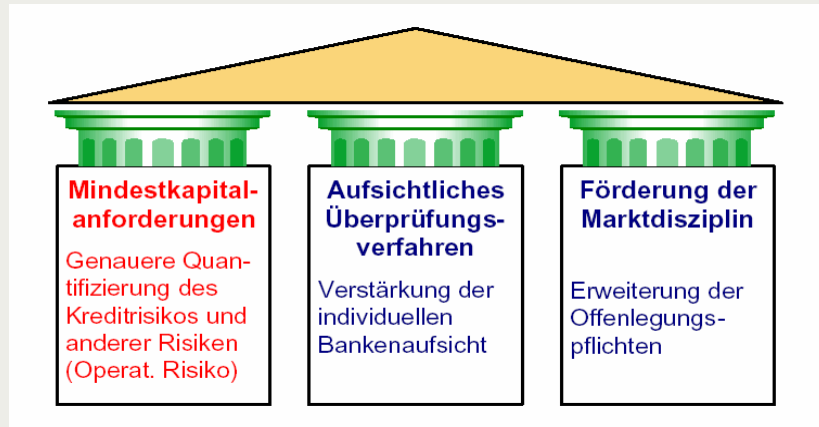 Mindestkapital-
anforderungen
Genauere Quan-
tifizierung des
Kreditrisikos und
anderer Risiken
(Operat. Risiko)
Aufsichtliches
Überprüfungs-
verfahren
Verstärkung der
individuellen
Bankenaufsicht
Förderung der
Marktdisziplin
Erweiterung der
Offenlegungs-
pflichten